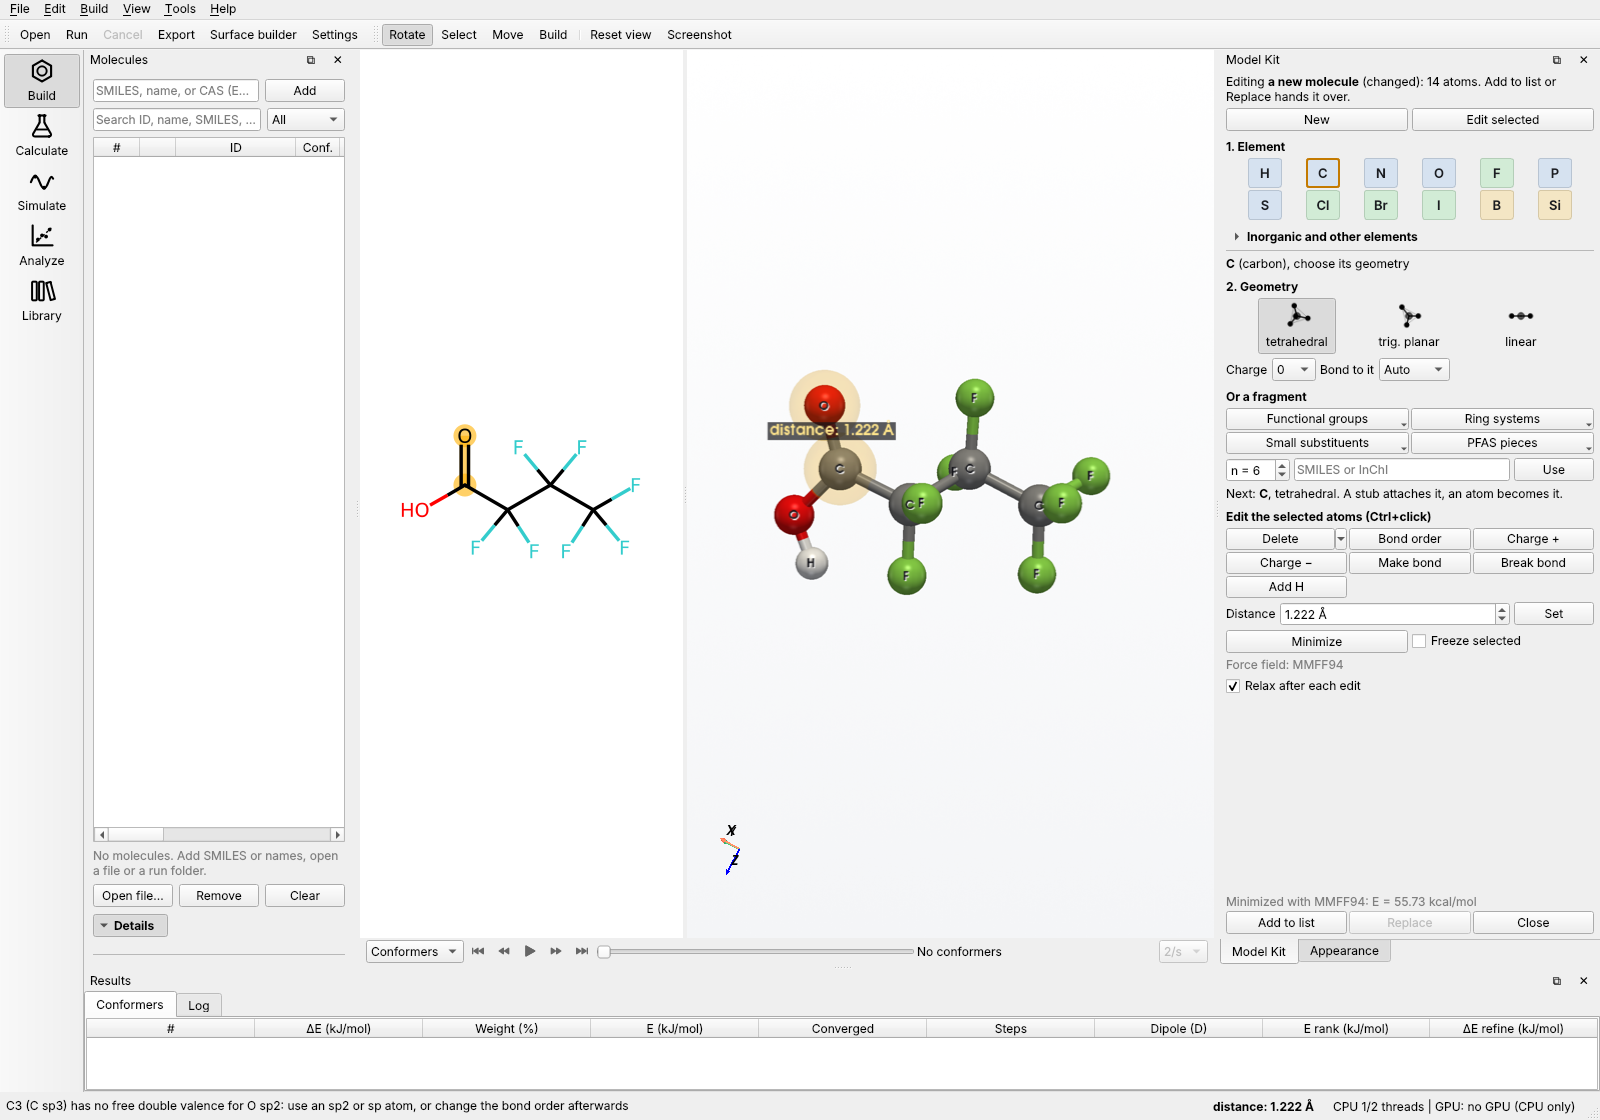 File Edit Build View Tools Help
Open Run Cancel Export Surface builder Settings Rotate Select Move Build Reset view Screenshot
Build
Calculate
Simulate
Analyze
Library
Molecules
SMILES, name, or CAS (E... Add
Search ID, name, SMILES, ... All
# ID Conf.
No molecules. Add SMILES or names, open
a file or a run folder.
Open file... Remove Clear
Details
O
F F
F
HO
F F F F
O
distance: 1.222 Å
C
O
H
F
F C
C F
F
F
C F
F
X
Y
Z
Conformers No conformers 2/s
Model Kit
Editing a new molecule (changed): 14 atoms. Add to list or
Replace hands it over.
New Edit selected
1. Element
H C N O F P
S Cl Br I B Si
Inorganic and other elements
C (carbon), choose its geometry
2. Geometry
tetrahedral trig. planar linear
Charge 0 Bond to it Auto
Or a fragment
Functional groups Ring systems
Small substituents PFAS pieces
n = 6 SMILES or InChI Use
Next: C, tetrahedral. A stub attaches it, an atom becomes it.
Edit the selected atoms (Ctrl+click)
Delete Bond order Charge +
Charge − Make bond Break bond
Add H
Distance 1.222 Å Set
Minimize Freeze selected
Force field: MMFF94
Relax after each edit
Minimized with MMFF94: E = 55.73 kcal/mol
Add to list Replace Close
Model Kit Appearance
Results
Conformers Log
# ΔE (kJ/mol) Weight (%) E (kJ/mol) Converged Steps Dipole (D) E rank (kJ/mol) ΔE refine (kJ/mol)
C3 (C sp3) has no free double valence for O sp2: use an sp2 or sp atom, or change the bond order afterwards
distance: 1.222 Å CPU 1/2 threads | GPU: no GPU (CPU only)